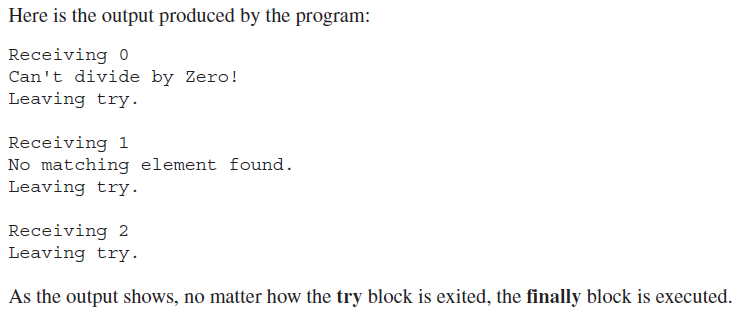 Here is the output produced by the program:
Receiving 0
Can't divide by Zero!
Leaving try.
Receiving 1
No matching element found.
Leaving try.
Receiving 2
Leaving try.
As the output shows, no matter how the try block is exited, the finally block is executed.